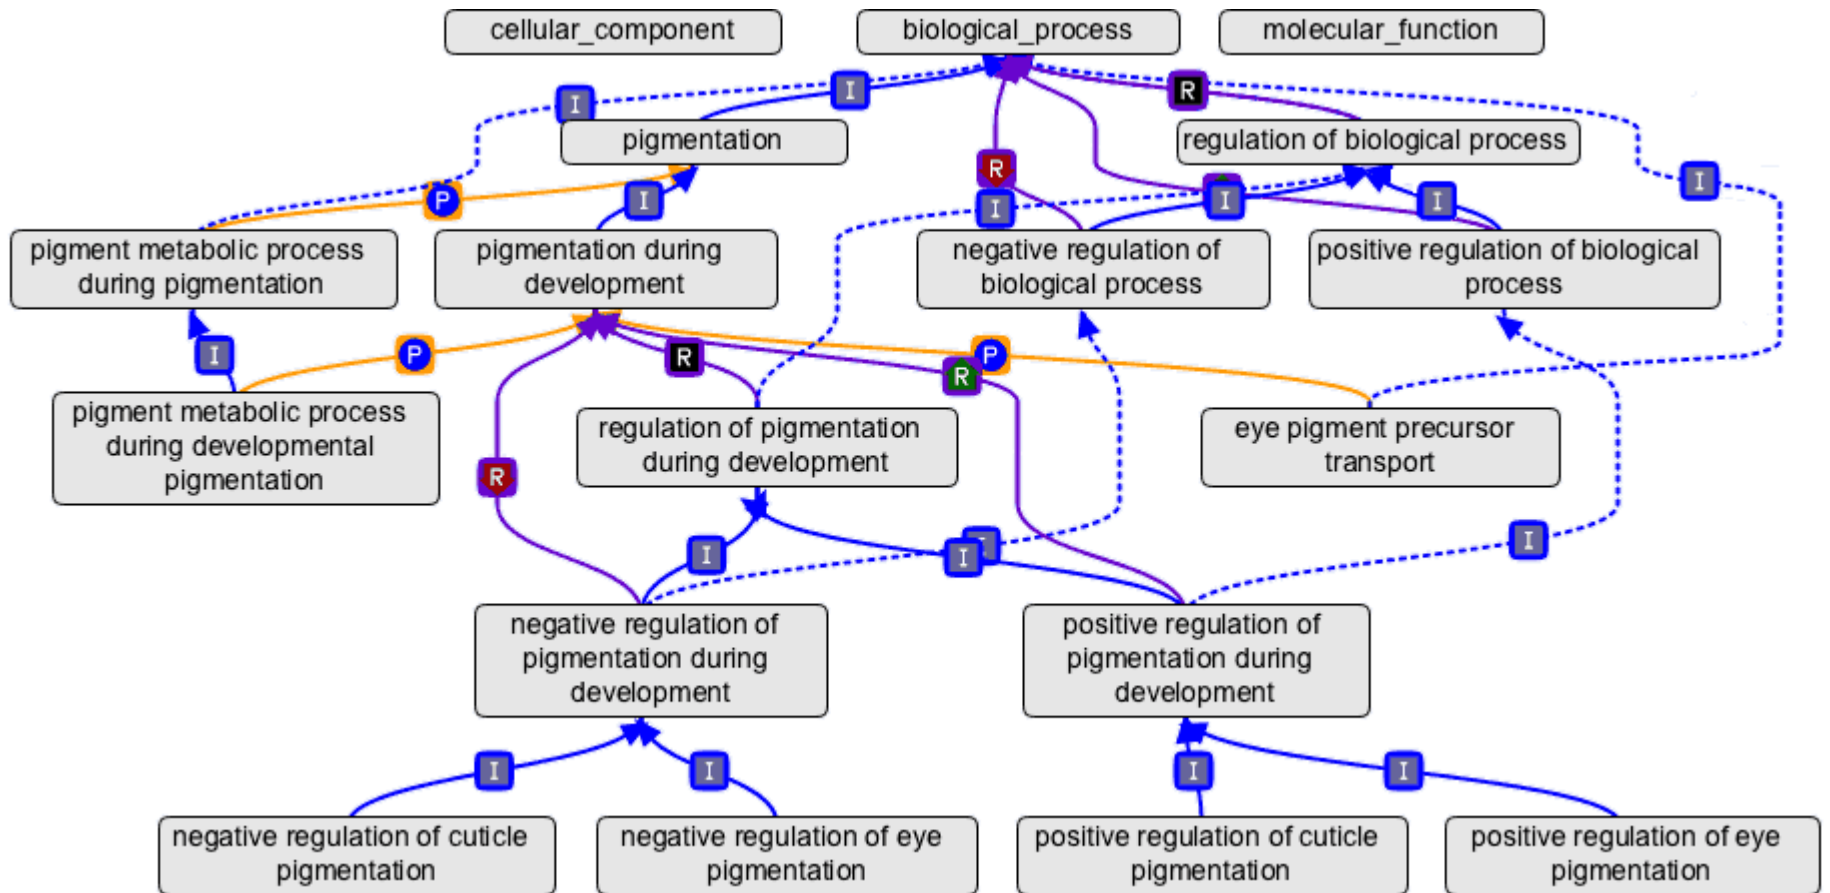 cellular_component
biological_process
molecular_function
I
I
R
pigmentation
regulation of biological process
P
I
R
I
I
I
I
pigment metabolic process
during pigmentation
pigmentation during
development
negative regulation of
biological process
positive regulation of biological
process
I
P
R
R
P
pigment metabolic process
during developmental
pigmentation
regulation of pigmentation
during development
eye pigment precursor
transport
R
I
I
I
I
negative regulation of
pigmentation during
development
positive regulation of
pigmentation during
development
I
I
I
I
negative regulation of cuticle
pigmentation
negative regulation of eye
pigmentation
positive regulation of cuticle
pigmentation
positive regulation of eye
pigmentation